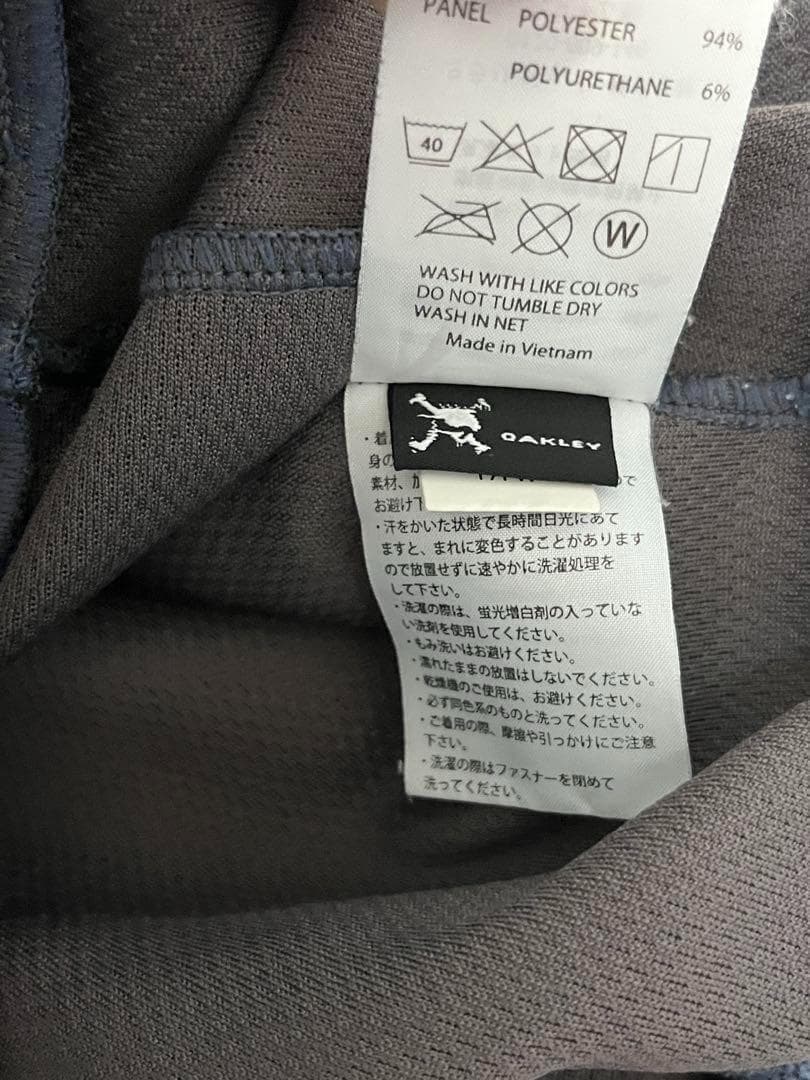 PANEL POLYESTER 94%
POLYURETHANE 6%
40
W
WASH WITH LIKE COLORS
DO NOT TUMBLE DRY
WASH IN NET
Made in Vietnam
OAKLEY
・着
身の
素材、 で
お避け下
・汗をかいた状態で長時間日光にあて
ますと、まれに変色することがあります
ので放置せずに速やかに洗濯処理を
して下さい。
・洗濯の際は、蛍光増白剤の入っていな
い洗剤を使用してください。
・もみ洗いはお避けください。
・濡れたままの放置はしないでください。
・乾燥機のご使用は、お避けください。
・必ず同色系のものと洗ってください。
・ご着用の際、摩擦や引っかけにご注意
下さい。
・洗濯の際はファスナーを閉めて
洗ってください。